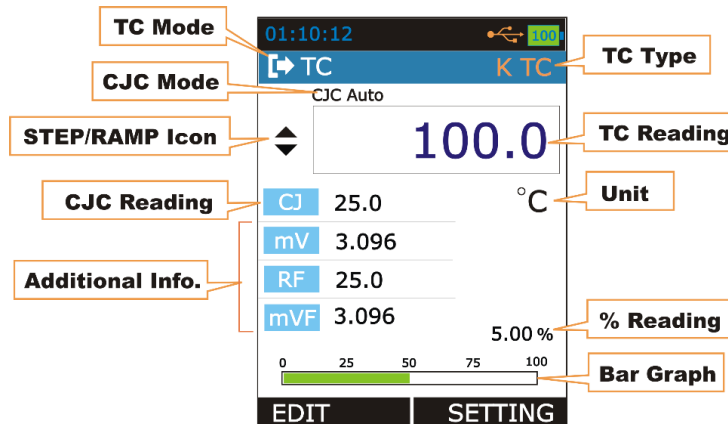 TC Mode
01:10:12
100
TC
K TC
TC Type
CJC Mode
CJC Auto
STEP/RAMP Icon
100.0
TC Reading
CJC Reading
CJ 25.0
°C
Unit
mV 3.096
Additional Info.
RF 25.0
mVF 3.096
5.00 %
% Reading
0 25 50 75 100
Bar Graph
EDIT
SETTING